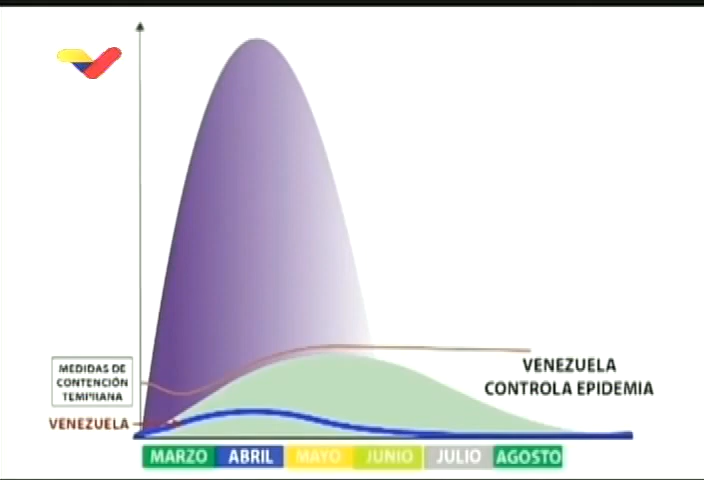 MEDIDAS DE
CONTENCIÓN
TEMPRANA
VENEZUELA
VENEZUELA
CONTROLA EPIDEMIA
MARZO ABRIL MAYO JUNIO JULIO AGOSTO